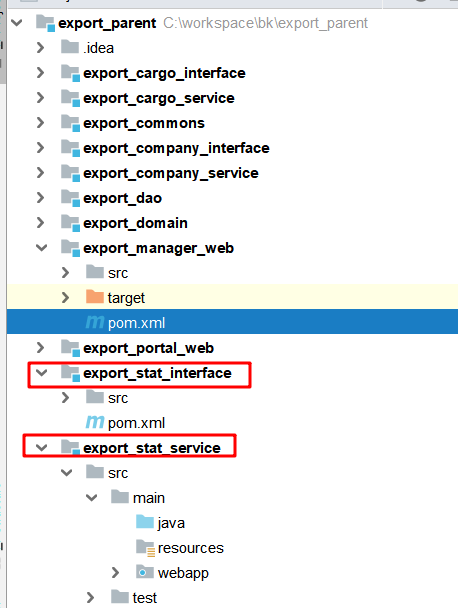 export_parent C:\workspace\bk\export_parent
.idea
export_cargo_interface
export_cargo_service
export_commons
export_company_interface
export_company_service
export_dao
export_domain
export_manager_web
src
target
pom.xml
export_portal_web
export_stat_interface
src
pom.xml
export_stat_service
src
main
java
resources
webapp
test